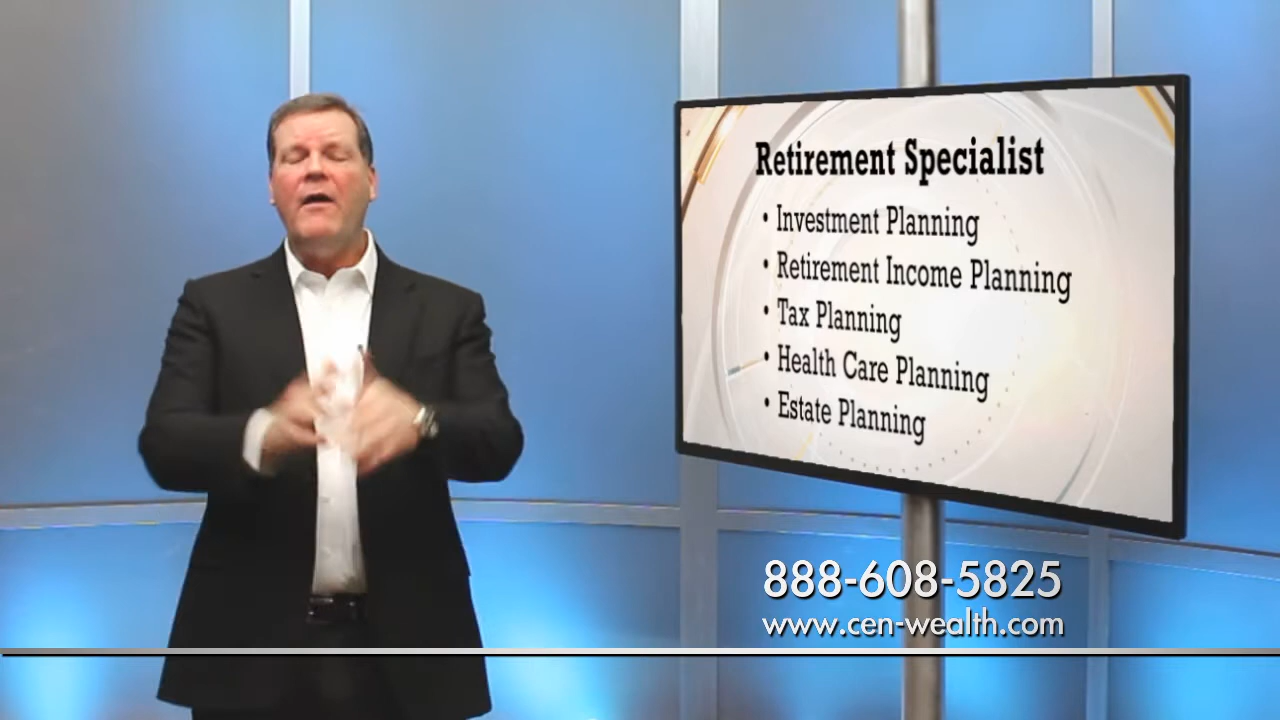 Retirement Specialist
• Investment Planning
• Retirement Income Planning
• Tax Planning
• Health Care Planning
• Estate Planning
888-608-5825
www.cen-wealth.com